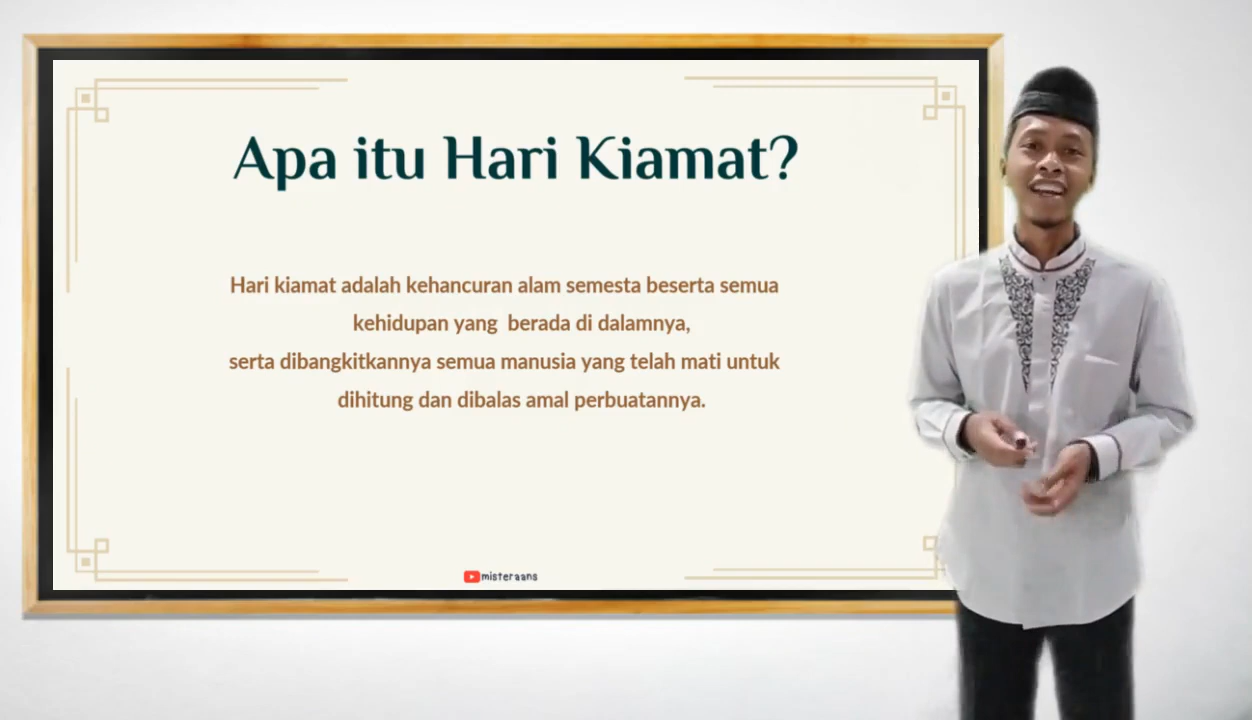 Apa itu Hari Kiamat?
Hari kiamat adalah kehancuran alam semesta beserta semua
kehidupan yang berada di dalamnya,
serta dibangkitkannya semua manusia yang telah mati untuk
dihitung dan dibalas amal perbuatannya.
misteraans